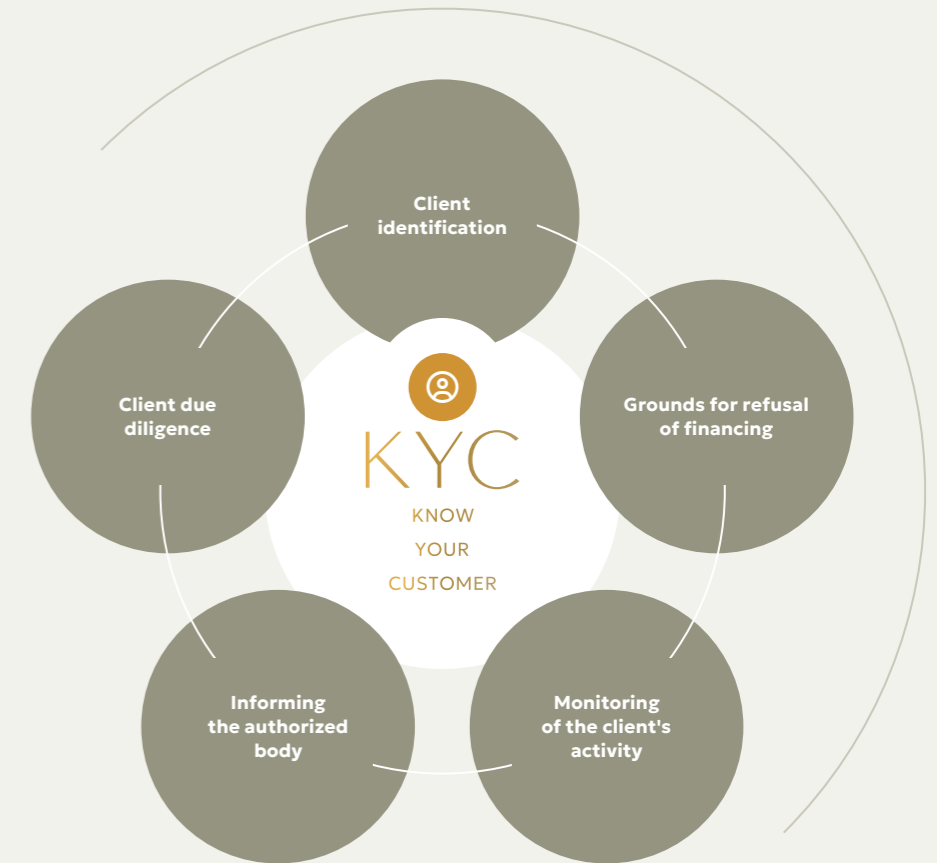 Client
identification
Client due
diligence
Grounds for refusal
of financing
KYC
KNOW
YOUR
CUSTOMER
Informing
the authorized
body
Monitoring
of the client's
activity